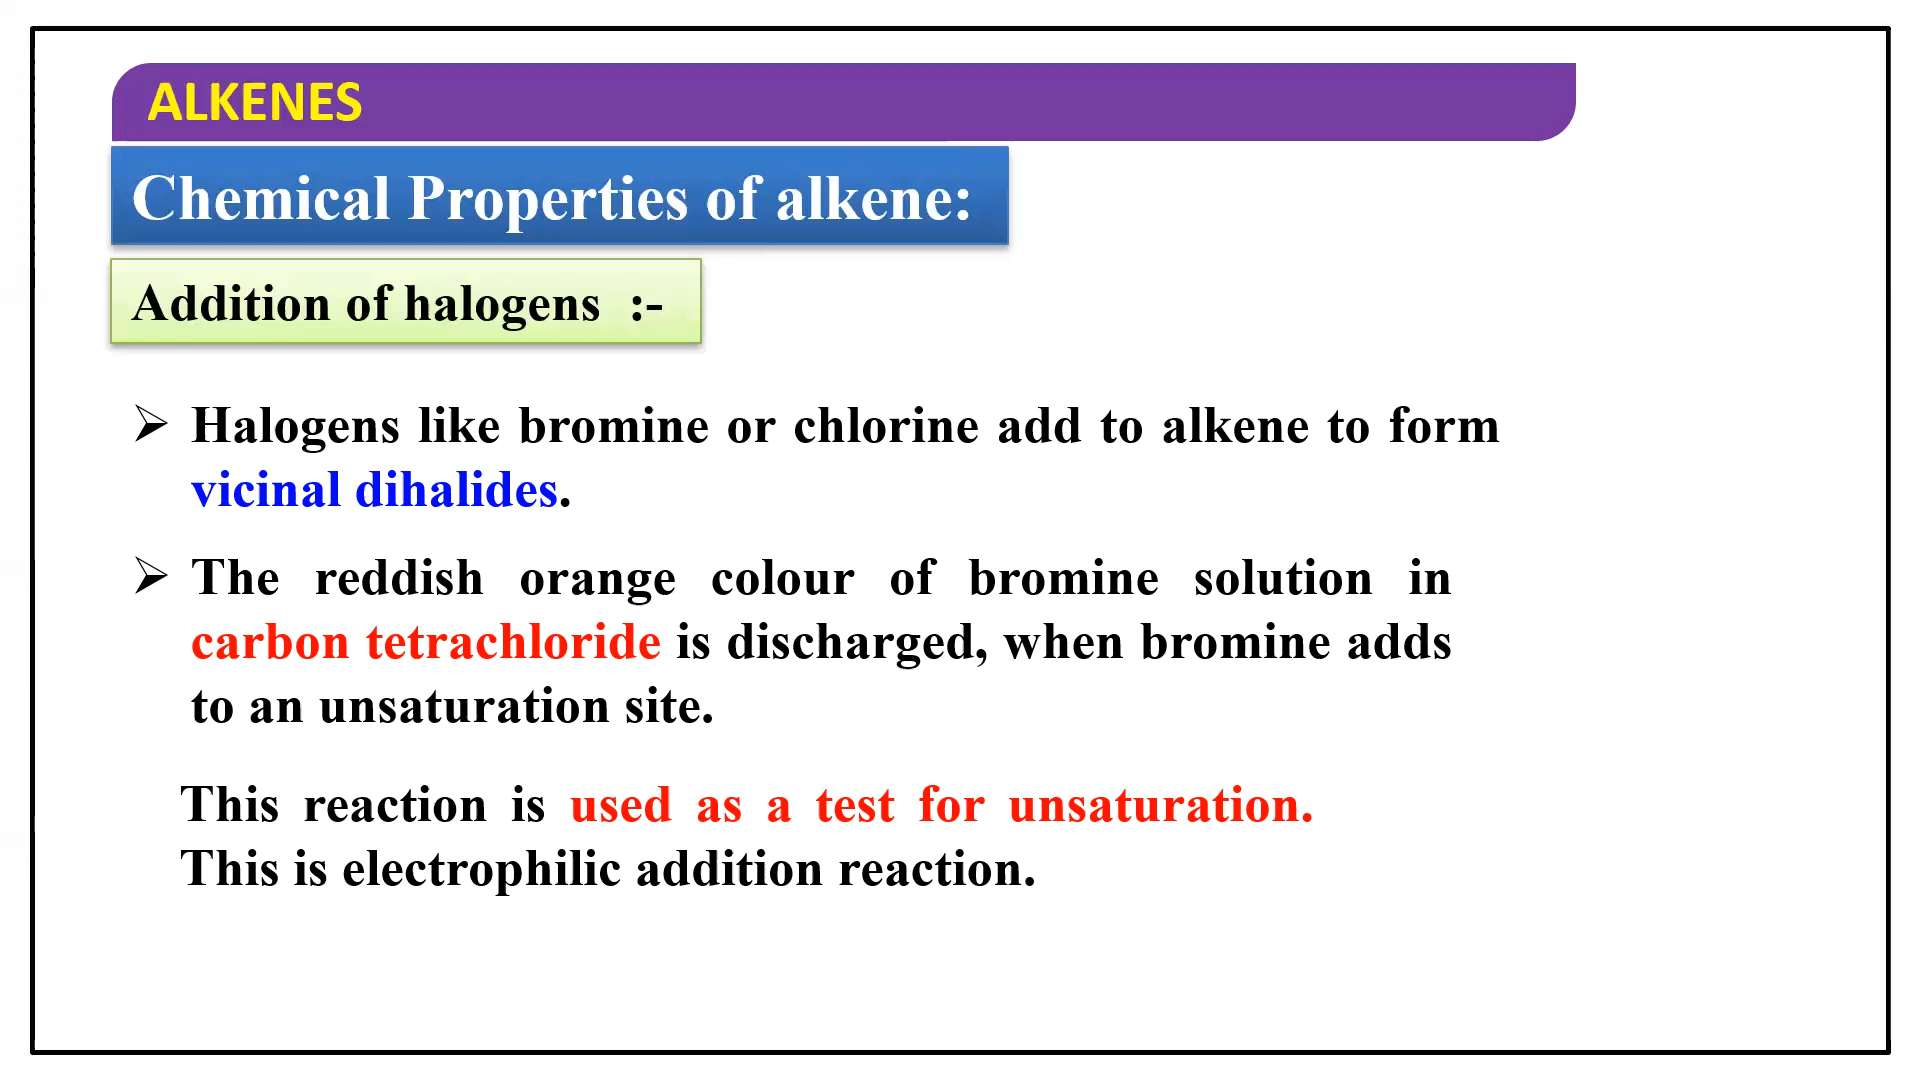 ALKENES
Chemical Properties of alkene:
Addition of halogens :-
➢ Halogens like bromine or chlorine add to alkene to form
vicinal dihalides.
➢ The reddish orange colour of bromine solution in
carbon tetrachloride is discharged, when bromine adds
to an unsaturation site.
This reaction is used as a test for unsaturation.
This is electrophilic addition reaction.